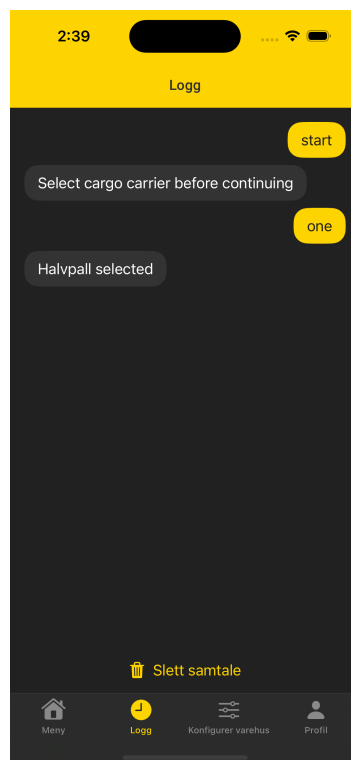 2:39
Logg
start
Select cargo carrier before continuing
one
Halvpall selected
Slett samtale
Meny
Logg
Konfigurer varehus
Profil